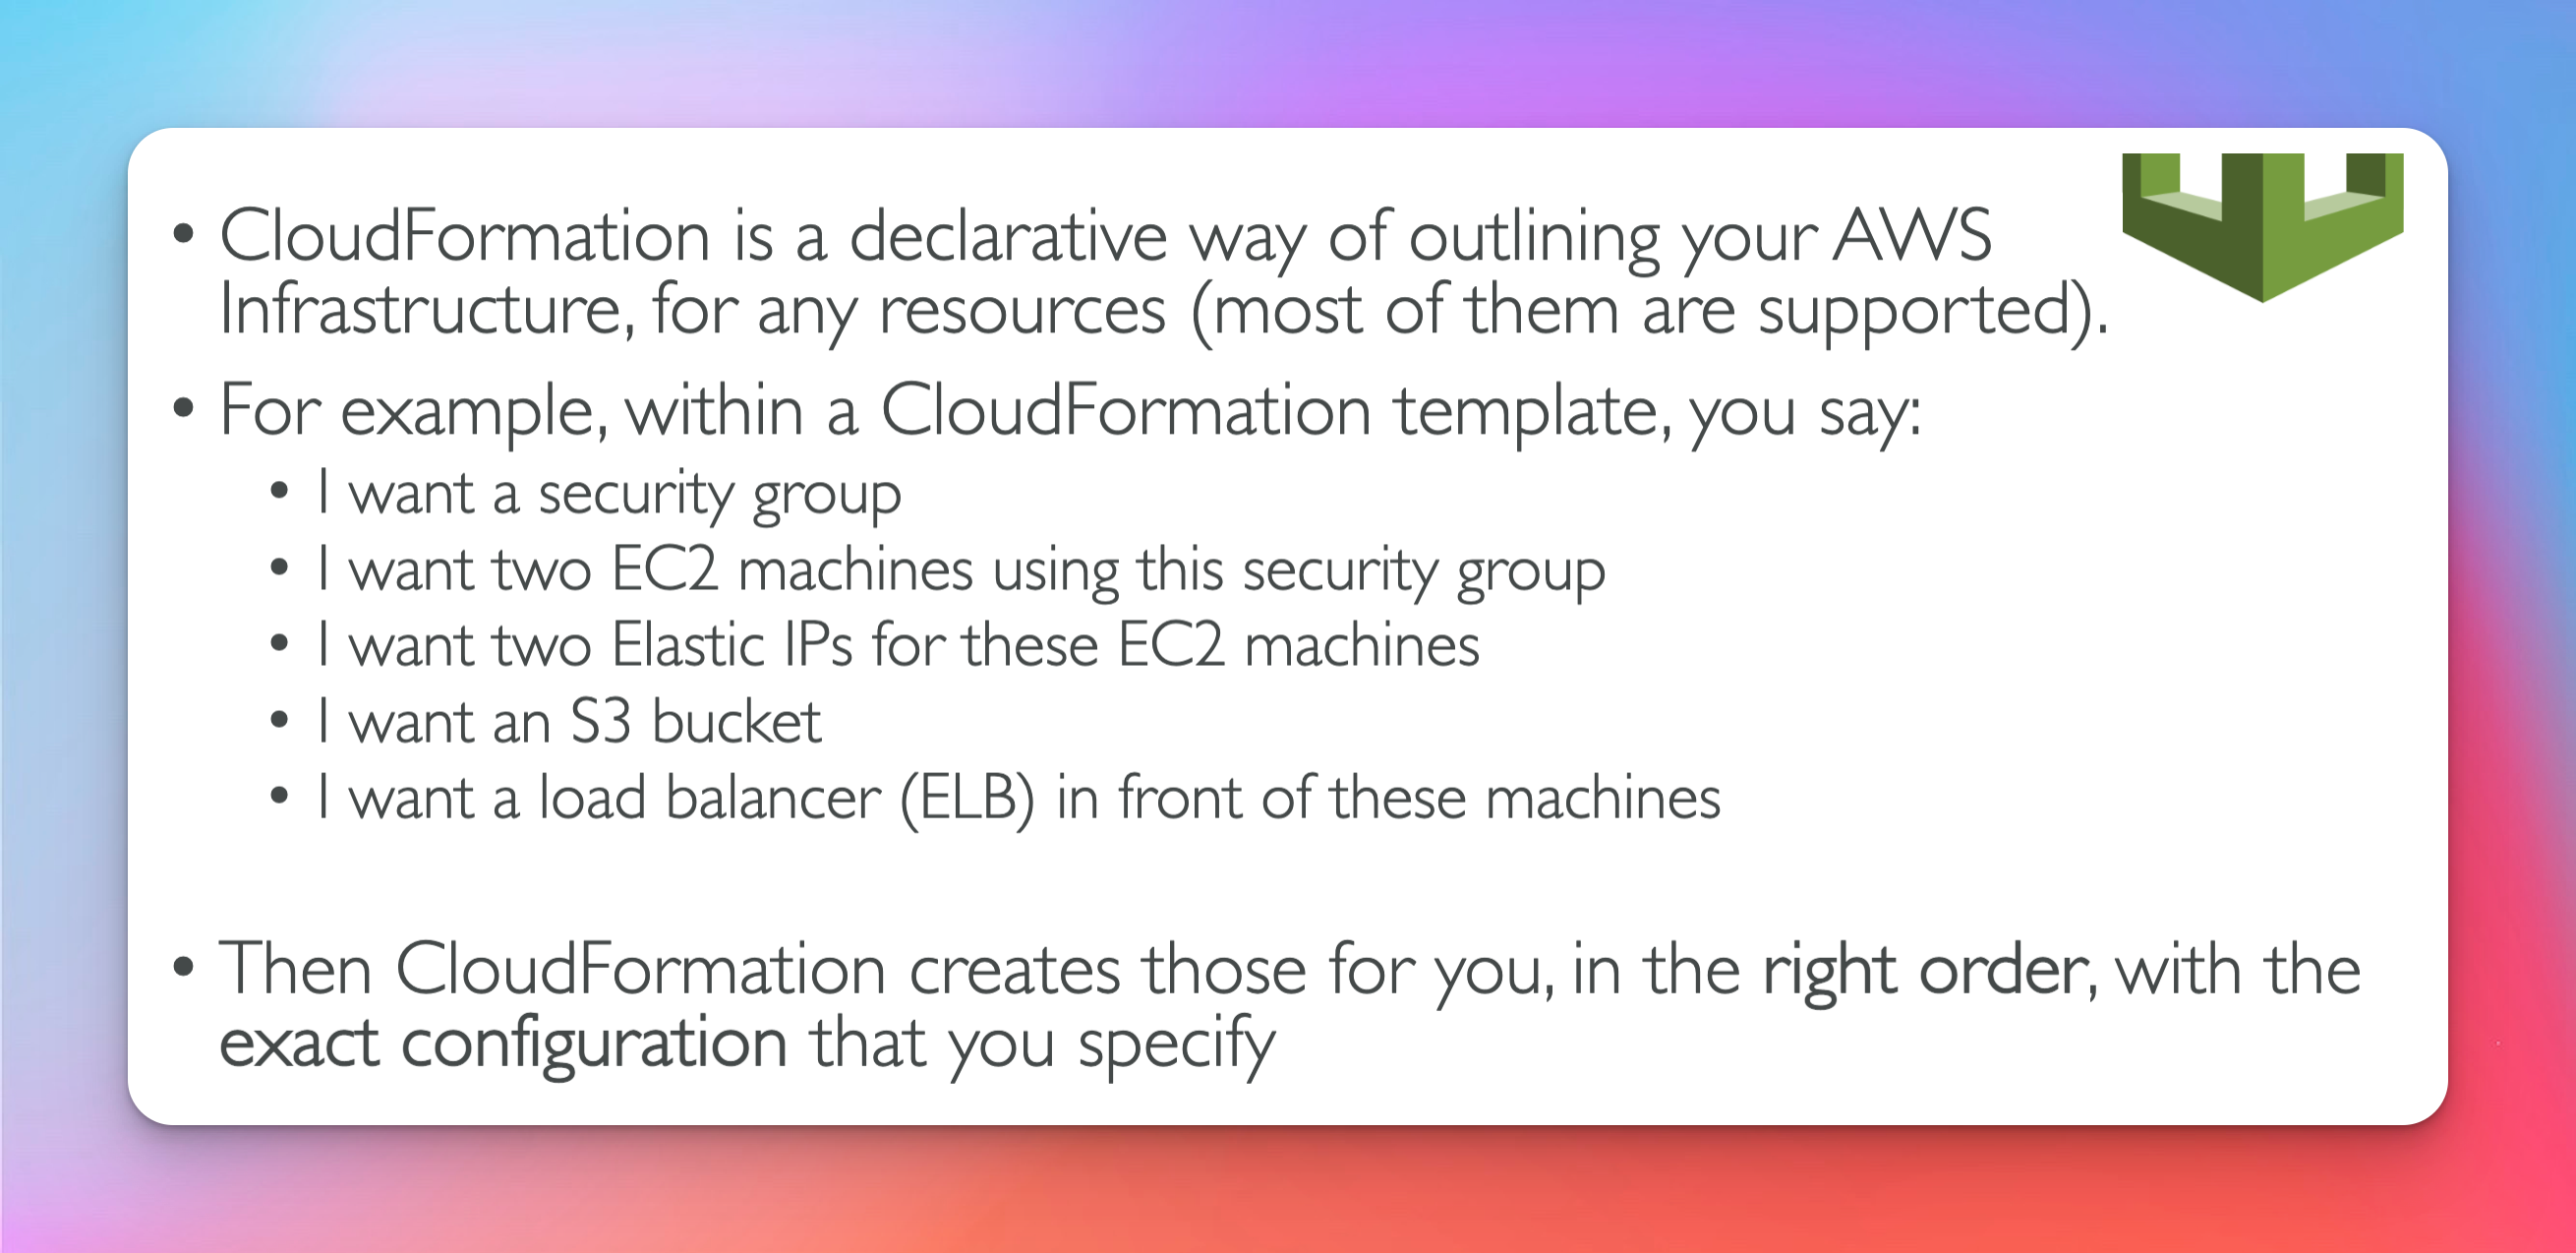 • CloudFormation is a declarative way of outlining your AWS
Infrastructure, for any resources (most of them are supported).
• For example, within a CloudFormation template, you say:
• I want a security group
• I want two EC2 machines using this security group
• I want two Elastic IPs for these EC2 machines
• I want an S3 bucket
• I want a load balancer (ELB) in front of these machines
• Then CloudFormation creates those for you, in the right order, with the
exact configuration that you specify